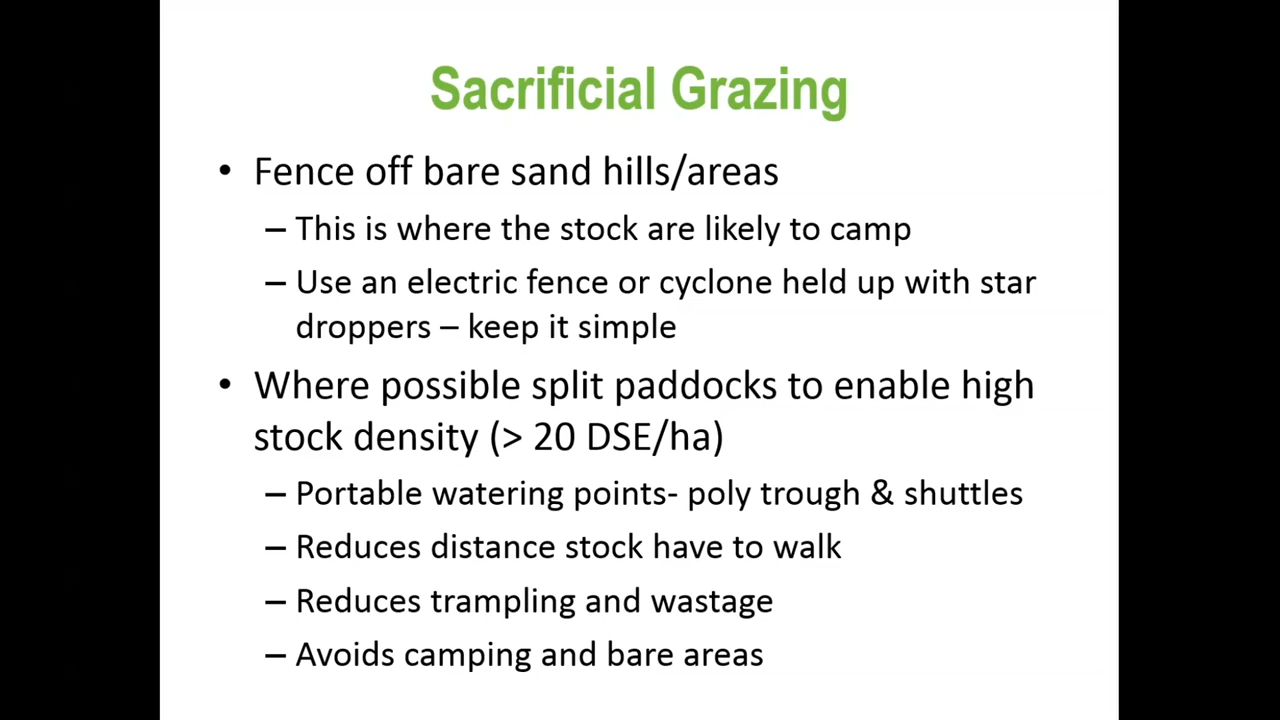 Sacrificial Grazing
• Fence off bare sand hills/areas
– This is where the stock are likely to camp
– Use an electric fence or cyclone held up with star
droppers – keep it simple
• Where possible split paddocks to enable high
stock density (> 20 DSE/ha)
– Portable watering points- poly trough & shuttles
– Reduces distance stock have to walk
– Reduces trampling and wastage
– Avoids camping and bare areas